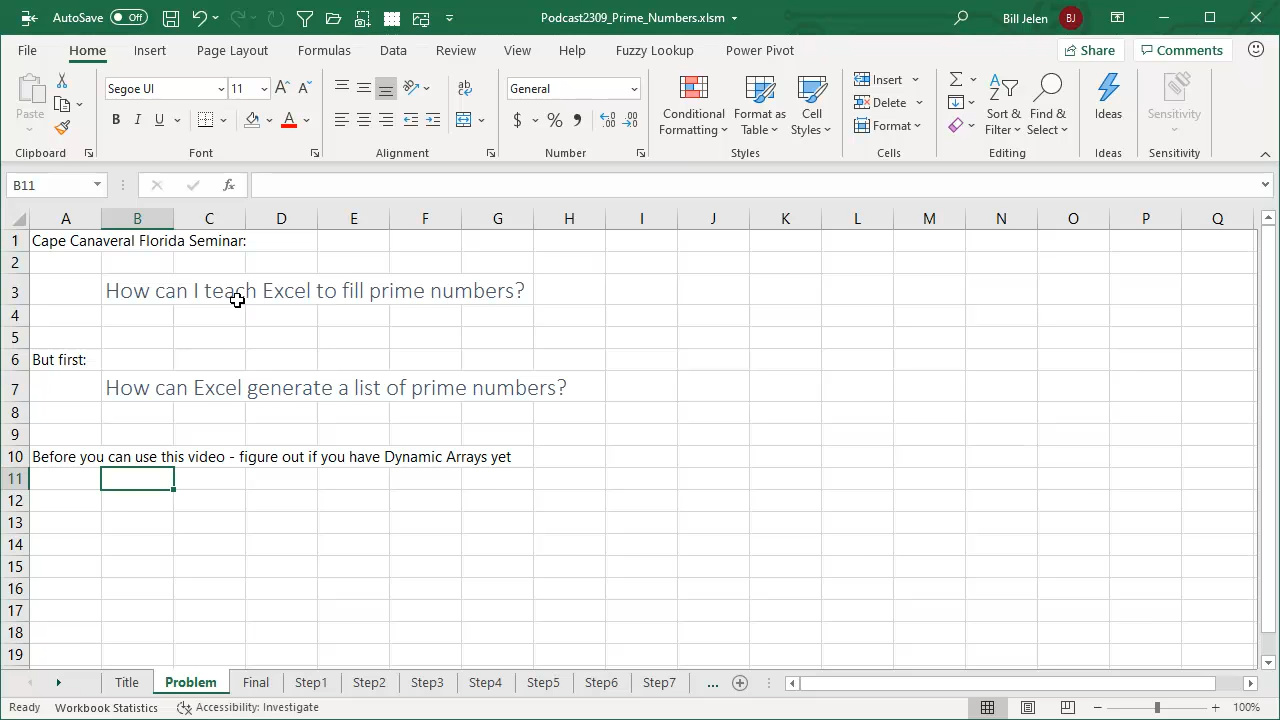 AutoSave Off Podcast2309_Prime_Numbers.xlsm Bill Jelen BJ
File Home Insert Page Layout Formulas Data Review View Help Fuzzy Lookup Power Pivot Share Comments
Segoe UI 11 General Insert
Paste Delete
B I U $ % Conditional Formatting Format as Table Cell Styles Format Sort & Filter Find & Select Ideas Sensitivity
Clipboard Font Alignment Number Styles Cells Editing Ideas Sensitivity
B11 fx
A B C D E F G H I J K L M N O P Q
1 Cape Canaveral Florida Seminar:
2
3 How can I teach Excel to fill prime numbers?
4
5
6 But first:
7 How can Excel generate a list of prime numbers?
8
9
10 Before you can use this video - figure out if you have Dynamic Arrays yet
11
12
13
14
15
16
17
18
19
Title Problem Final Step1 Step2 Step3 Step4 Step5 Step6 Step7 ...
Ready Workbook Statistics Accessibility: Investigate 100%